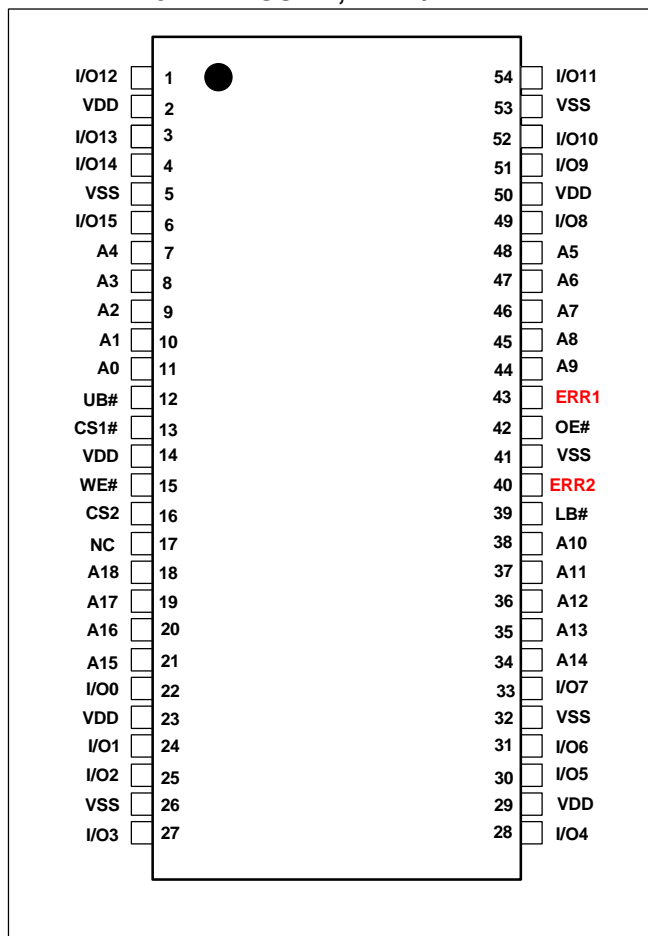 I/O12 1 54 I/O11
VDD 2 53 VSS
I/O13 3 52 I/O10
I/O14 4 51 I/O9
VSS 5 50 VDD
I/O15 6 49 I/O8
A4 7 48 A5
A3 8 47 A6
A2 9 46 A7
A1 10 45 A8
A0 11 44 A9
UB# 12 43 ERR1
CS1# 13 42 OE#
VDD 14 41 VSS
WE# 15 40 ERR2
CS2 16 39 LB#
NC 17 38 A10
A18 18 37 A11
A17 19 36 A12
A16 20 35 A13
A15 21 34 A14
I/O0 22 33 I/O7
VDD 23 32 VSS
I/O1 24 31 I/O6
I/O2 25 30 I/O5
VSS 26 29 VDD
I/O3 27 28 I/O4